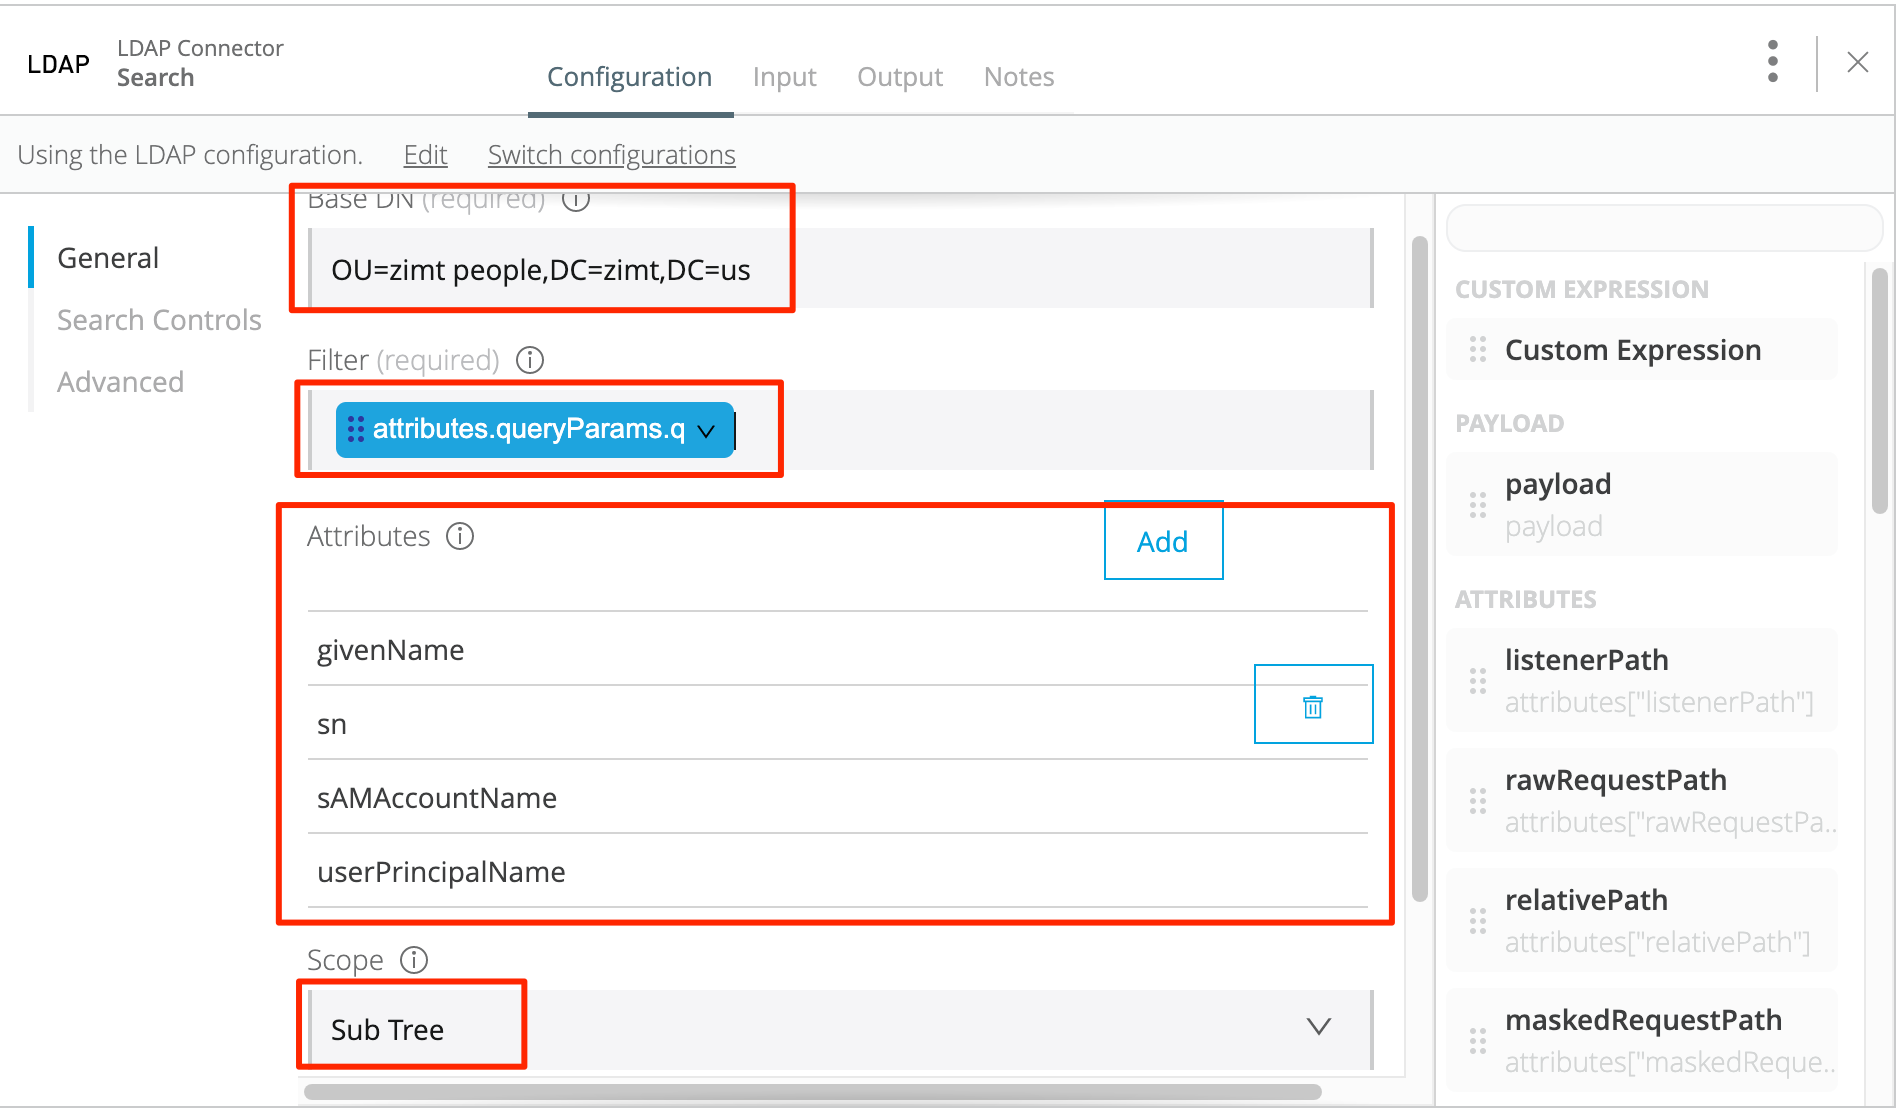 LDAP
LDAP Connector
Search
Configuration
Input
Output
Notes
Using the LDAP configuration.
Edit
Switch configurations
General
Search Controls
Advanced
Base DN (required)
OU=zimt people,DC=zimt,DC=us
Filter (required)
attributes.queryParams.q
Attributes
Add
givenName
sn
sAMAccountName
userPrincipalName
Scope
Sub Tree
CUSTOM EXPRESSION
Custom Expression
PAYLOAD
payload
payload
ATTRIBUTES
listenerPath
attributes["listenerPath"]
rawRequestPath
attributes["rawRequestPa..
relativePath
attributes["relativePath"]
maskedRequestPath
attributes["maskedReque..